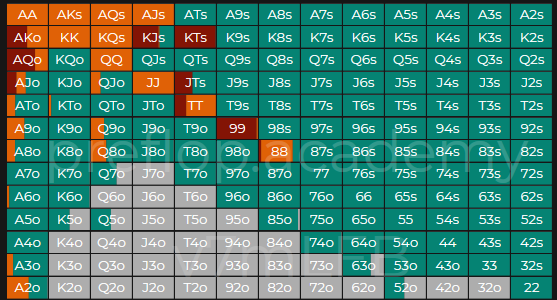 AA AKs AQs AJs ATs A9s A8s A7s A6s A5s A4s A3s A2s
AKo KK KQs KJs KTs K9s K8s K7s K6s K5s K4s K3s K2s
AQo KQo QQ QJs QTs Q9s Q8s Q7s Q6s Q5s Q4s Q3s Q2s
AJo KJo QJo JJ JTs J9s J8s J7s J6s J5s J4s J3s J2s
ATo KTo QTo JTo TT T9s T8s T7s T6s T5s T4s T3s T2s
A9o K9o Q9o J9o T9o 99 98s 97s 96s 95s 94s 93s 92s
A8o K8o Q8o J8o T8o 98o 88 87s 86s 85s 84s 83s 82s
A7o K7o Q7o J7o T7o 97o 87o 77 76s 75s 74s 73s 72s
A6o K6o Q6o J6o T6o 96o 86o 76o 66 65s 64s 63s 62s
A5o K5o Q5o J5o T5o 95o 85o 75o 65o 55 54s 53s 52s
A4o K4o Q4o J4o T4o 94o 84o 74o 64o 54o 44 43s 42s
A3o K3o Q3o J3o T3o 93o 83o 73o 63o 53o 43o 33 32s
A2o K2o Q2o J2o T2o 92o 82o 72o 62o 52o 42o 32o 22
preflop.academy